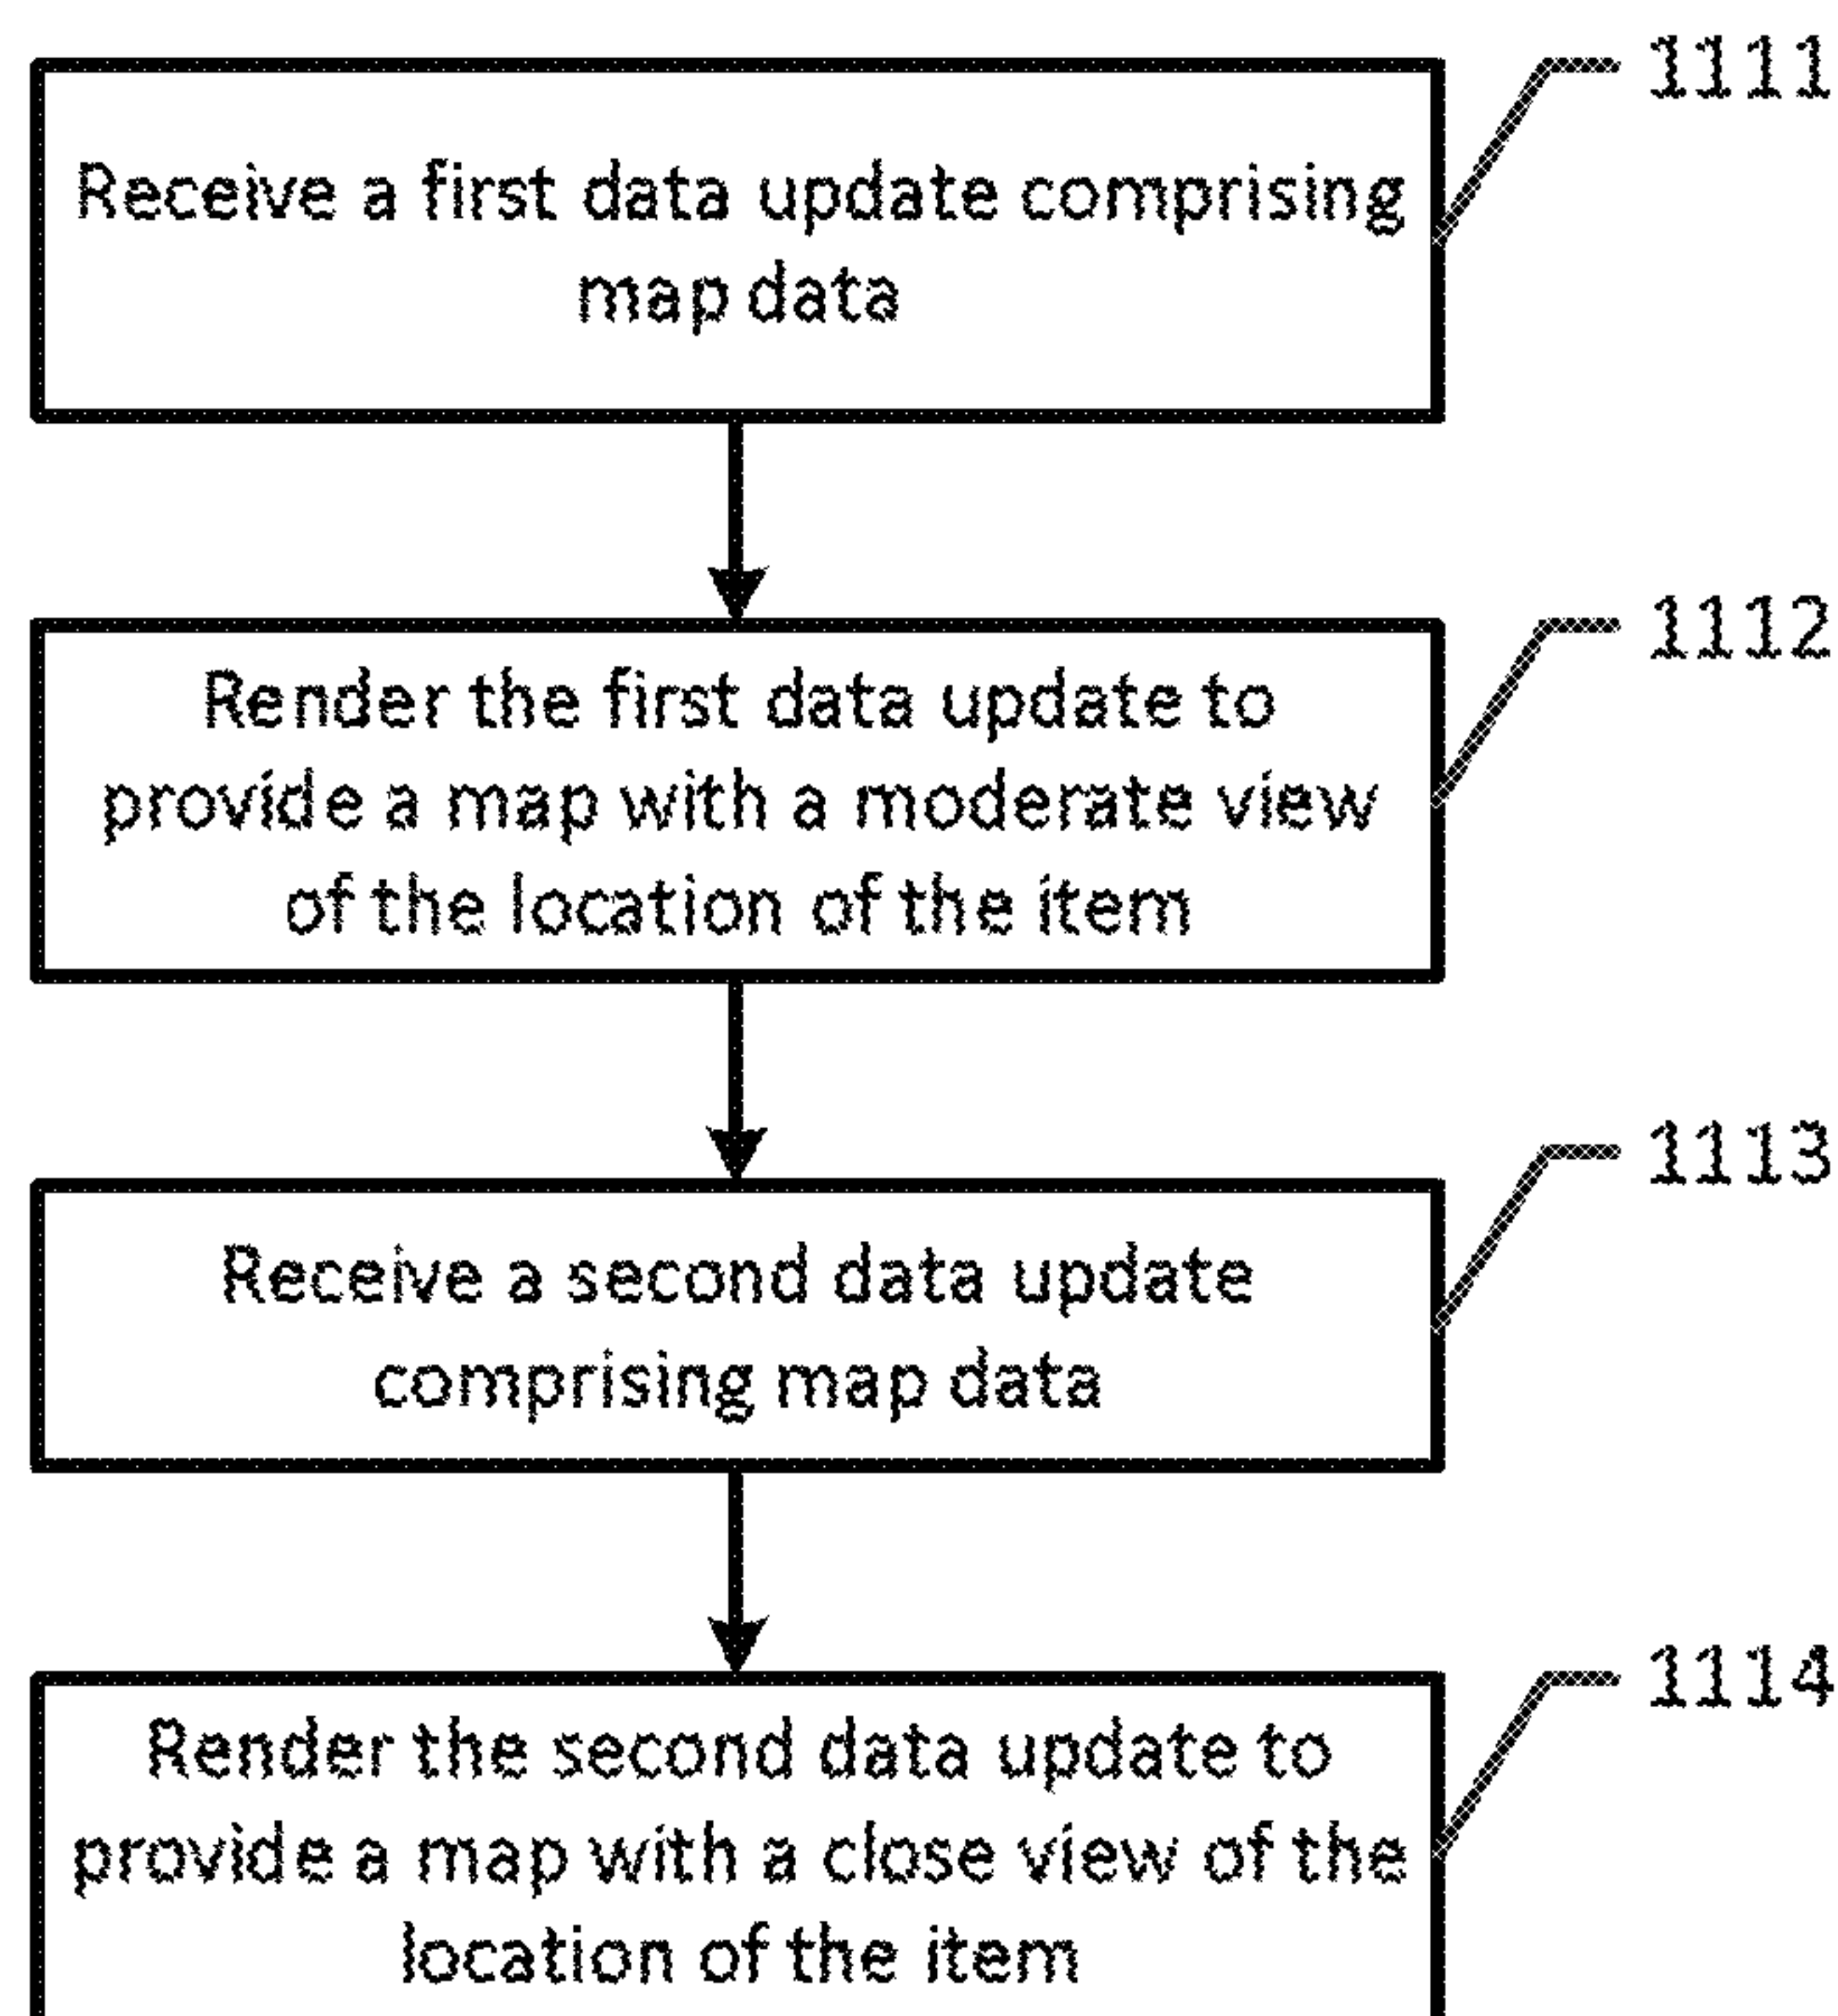 1111
Receive a first data update comprising
map data
1112
Render the first data update to
provide a map with a moderate view
of the location of the item
1113
Receive a second data update
comprising map data
1114
Render the second data update to
provide a map with a close view of the
location of the item